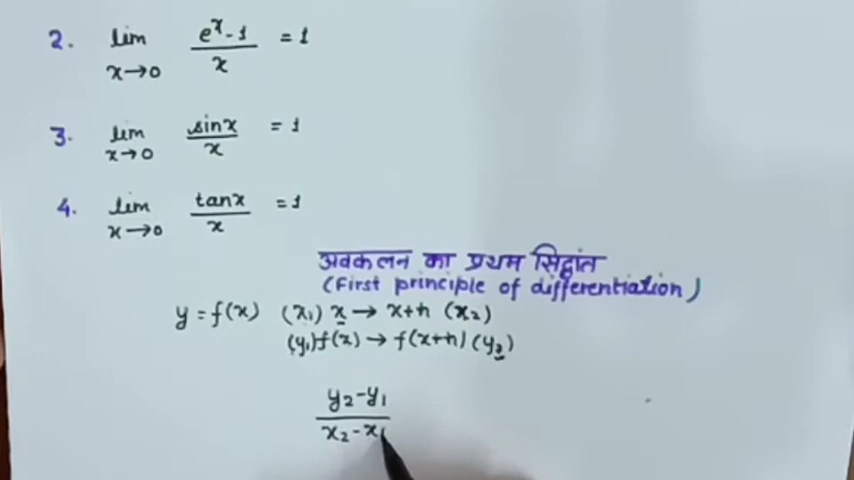 2. lim x→0 (e^x - 1)/x = 1
3. lim x→0 sinx/x = 1
4. lim x→0 tanx/x = 1
अवकलन का प्रथम सिद्वांत
(First principle of differentiation)
y = f(x) (x₁) x → x+h (x₂)
(y₁) f(x) → f(x+h) (y₂)
y₂-y₁
x₂-x₁